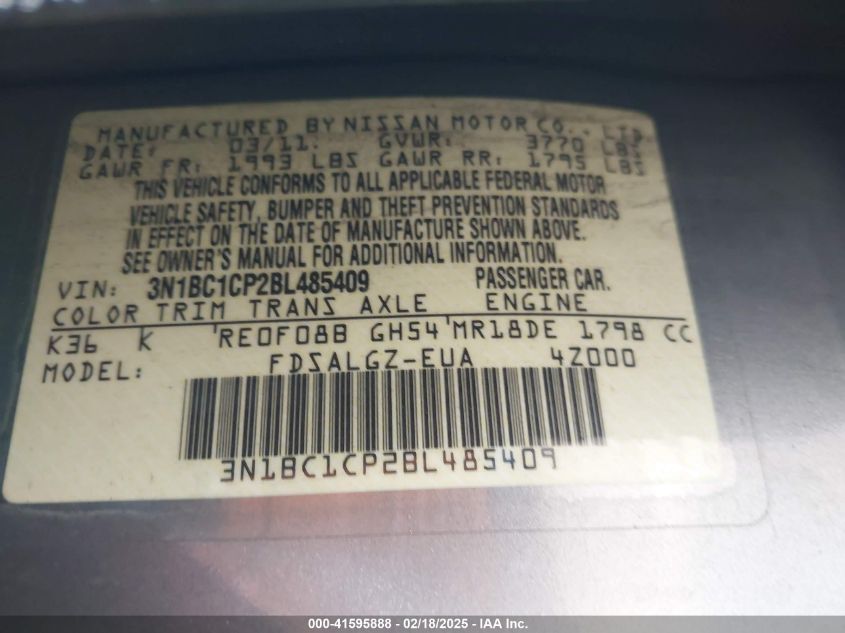 MANUFACTURED BY NISSAN MOTOR CO., LTD
DATE: 03/11. GVWR: 3770 LBS
GAWR FR: 1993 LBS GAWR RR: 1795 LBS
THIS VEHICLE CONFORMS TO ALL APPLICABLE FEDERAL MOTOR
VEHICLE SAFETY, BUMPER AND THEFT PREVENTION STANDARDS
IN EFFECT ON THE DATE OF MANUFACTURE SHOWN ABOVE.
SEE OWNER'S MANUAL FOR ADDITIONAL INFORMATION.
VIN: 3N1BC1CP2BL485409 PASSENGER CAR.
COLOR TRIM TRANS AXLE ENGINE
K36 K RE0F08B GH54 MR18DE 1798 CC
MODEL: FDSALGZ-EUA 4Z000
3N1BC1CP2BL485409
000-41595888 - 02/18/2025 - IAA Inc.